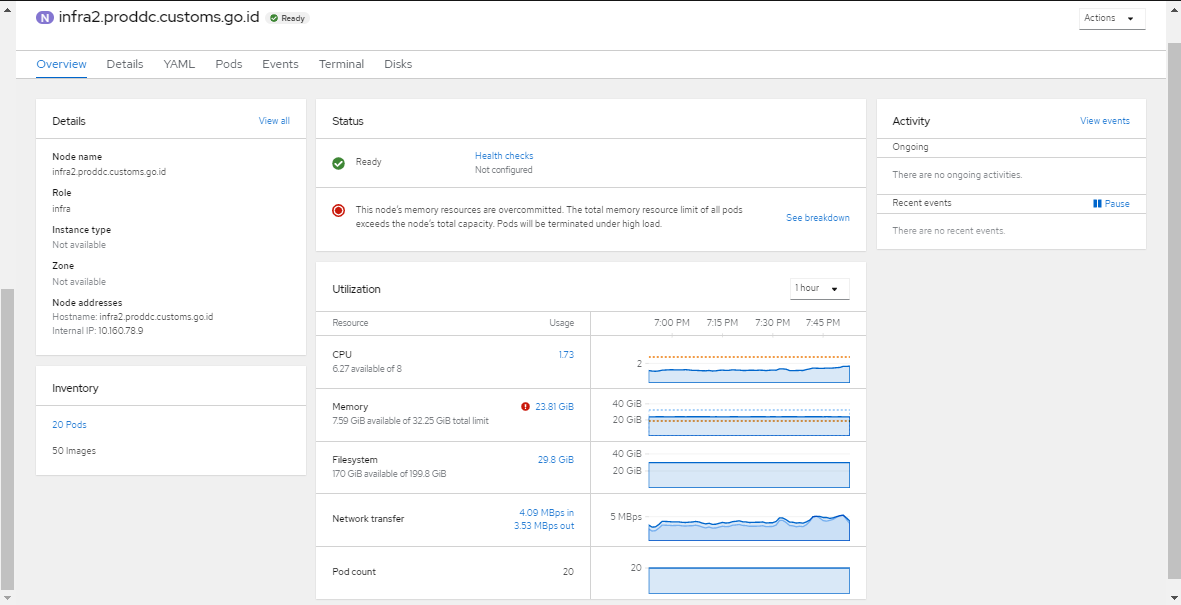 N infra2.proddc.customs.go.id Ready
Actions
Overview Details YAML Pods Events Terminal Disks
Details View all
Node name
infra2.proddc.customs.go.id
Role
infra
Instance type
Not available
Zone
Not available
Node addresses
Hostname: infra2.proddc.customs.go.id
Internal IP: 10.160.78.9
Inventory
20 Pods
50 Images
Status
Ready
Health checks
Not configured
This node's memory resources are overcommitted. The total memory resource limit of all pods
exceeds the node's total capacity. Pods will be terminated under high load.
See breakdown
Utilization 1 hour
Resource Usage 7:00 PM 7:15 PM 7:30 PM 7:45 PM
CPU 1.73
6.27 available of 8
2
Memory 23.81 GiB
7.59 GiB available of 32.25 GiB total limit
40 GiB
20 GiB
Filesystem 29.8 GiB
170 GiB available of 199.8 GiB
40 GiB
20 GiB
Network transfer
4.09 MBps in
3.53 MBps out
5 MBps
Pod count 20
20
Activity View events
Ongoing
There are no ongoing activities.
Recent events Pause
There are no recent events.